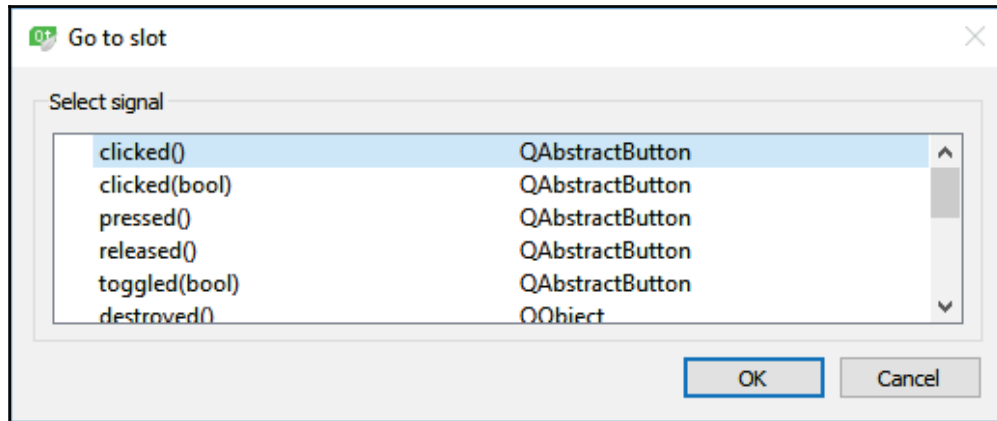 Qt Go to slot
Select signal
clicked() QAbstractButton
clicked(bool) QAbstractButton
pressed() QAbstractButton
released() QAbstractButton
toggled(bool) QAbstractButton
destroyed() QObject
OK Cancel